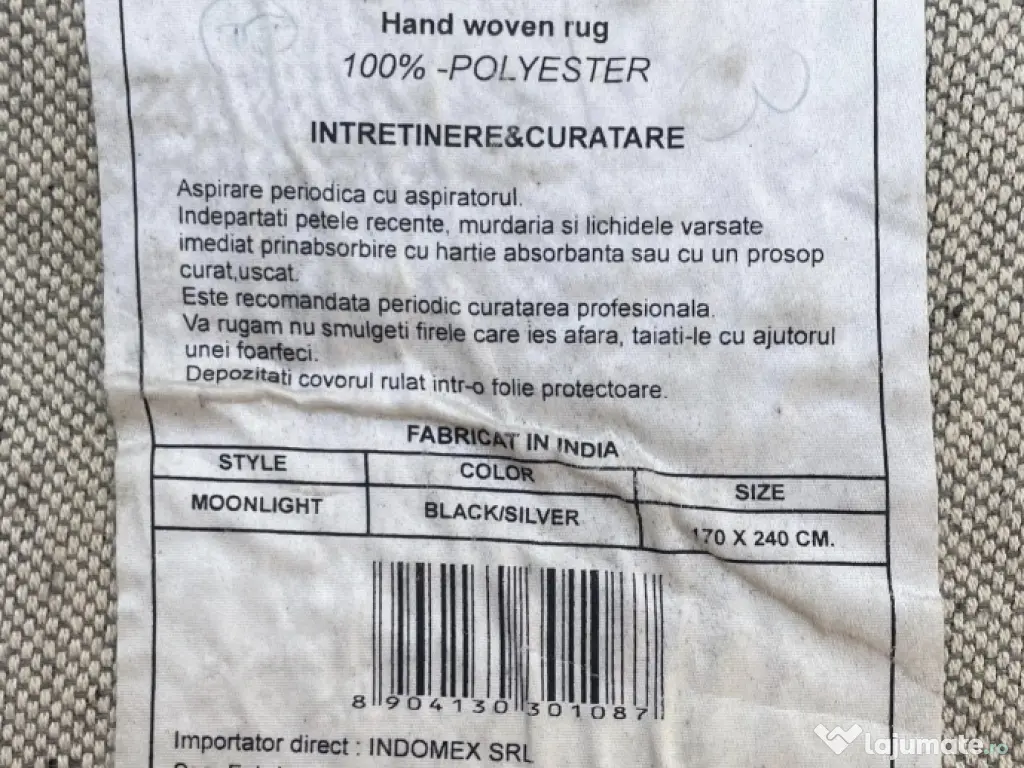 Hand woven rug
100% -POLYESTER
INTRETINERE&CURATARE
Aspirare periodica cu aspiratorul.
Indepartati petele recente, murdaria si lichidele varsate
imediat prinabsorbire cu hartie absorbanta sau cu un prosop
curat,uscat.
Este recomandata periodic curatarea profesionala.
Va rugam nu smulgeti firele care ies afara, taiati-le cu ajutorul
unei foarfeci.
Depozitati covorul rulat intr-o folie protectoare.
FABRICAT IN INDIA
STYLE COLOR SIZE
MOONLIGHT BLACK/SILVER 170 X 240 CM.
8 904130 301087
Importator direct : INDOMEX SRL
lajumate.ro